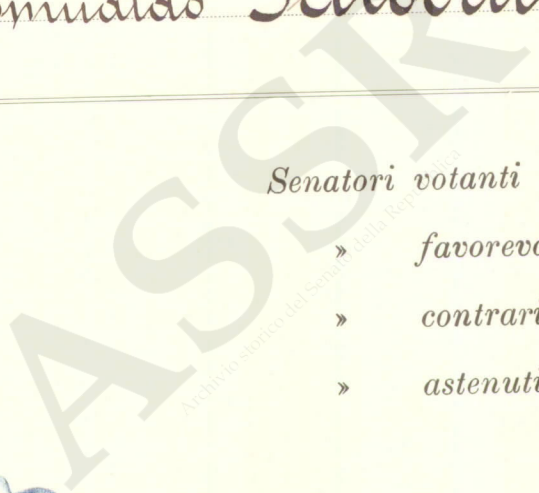 Senatori votanti
» favorevo
» contrari
» astenuti
ASSR
Archivio storico del Senato della Repubblica